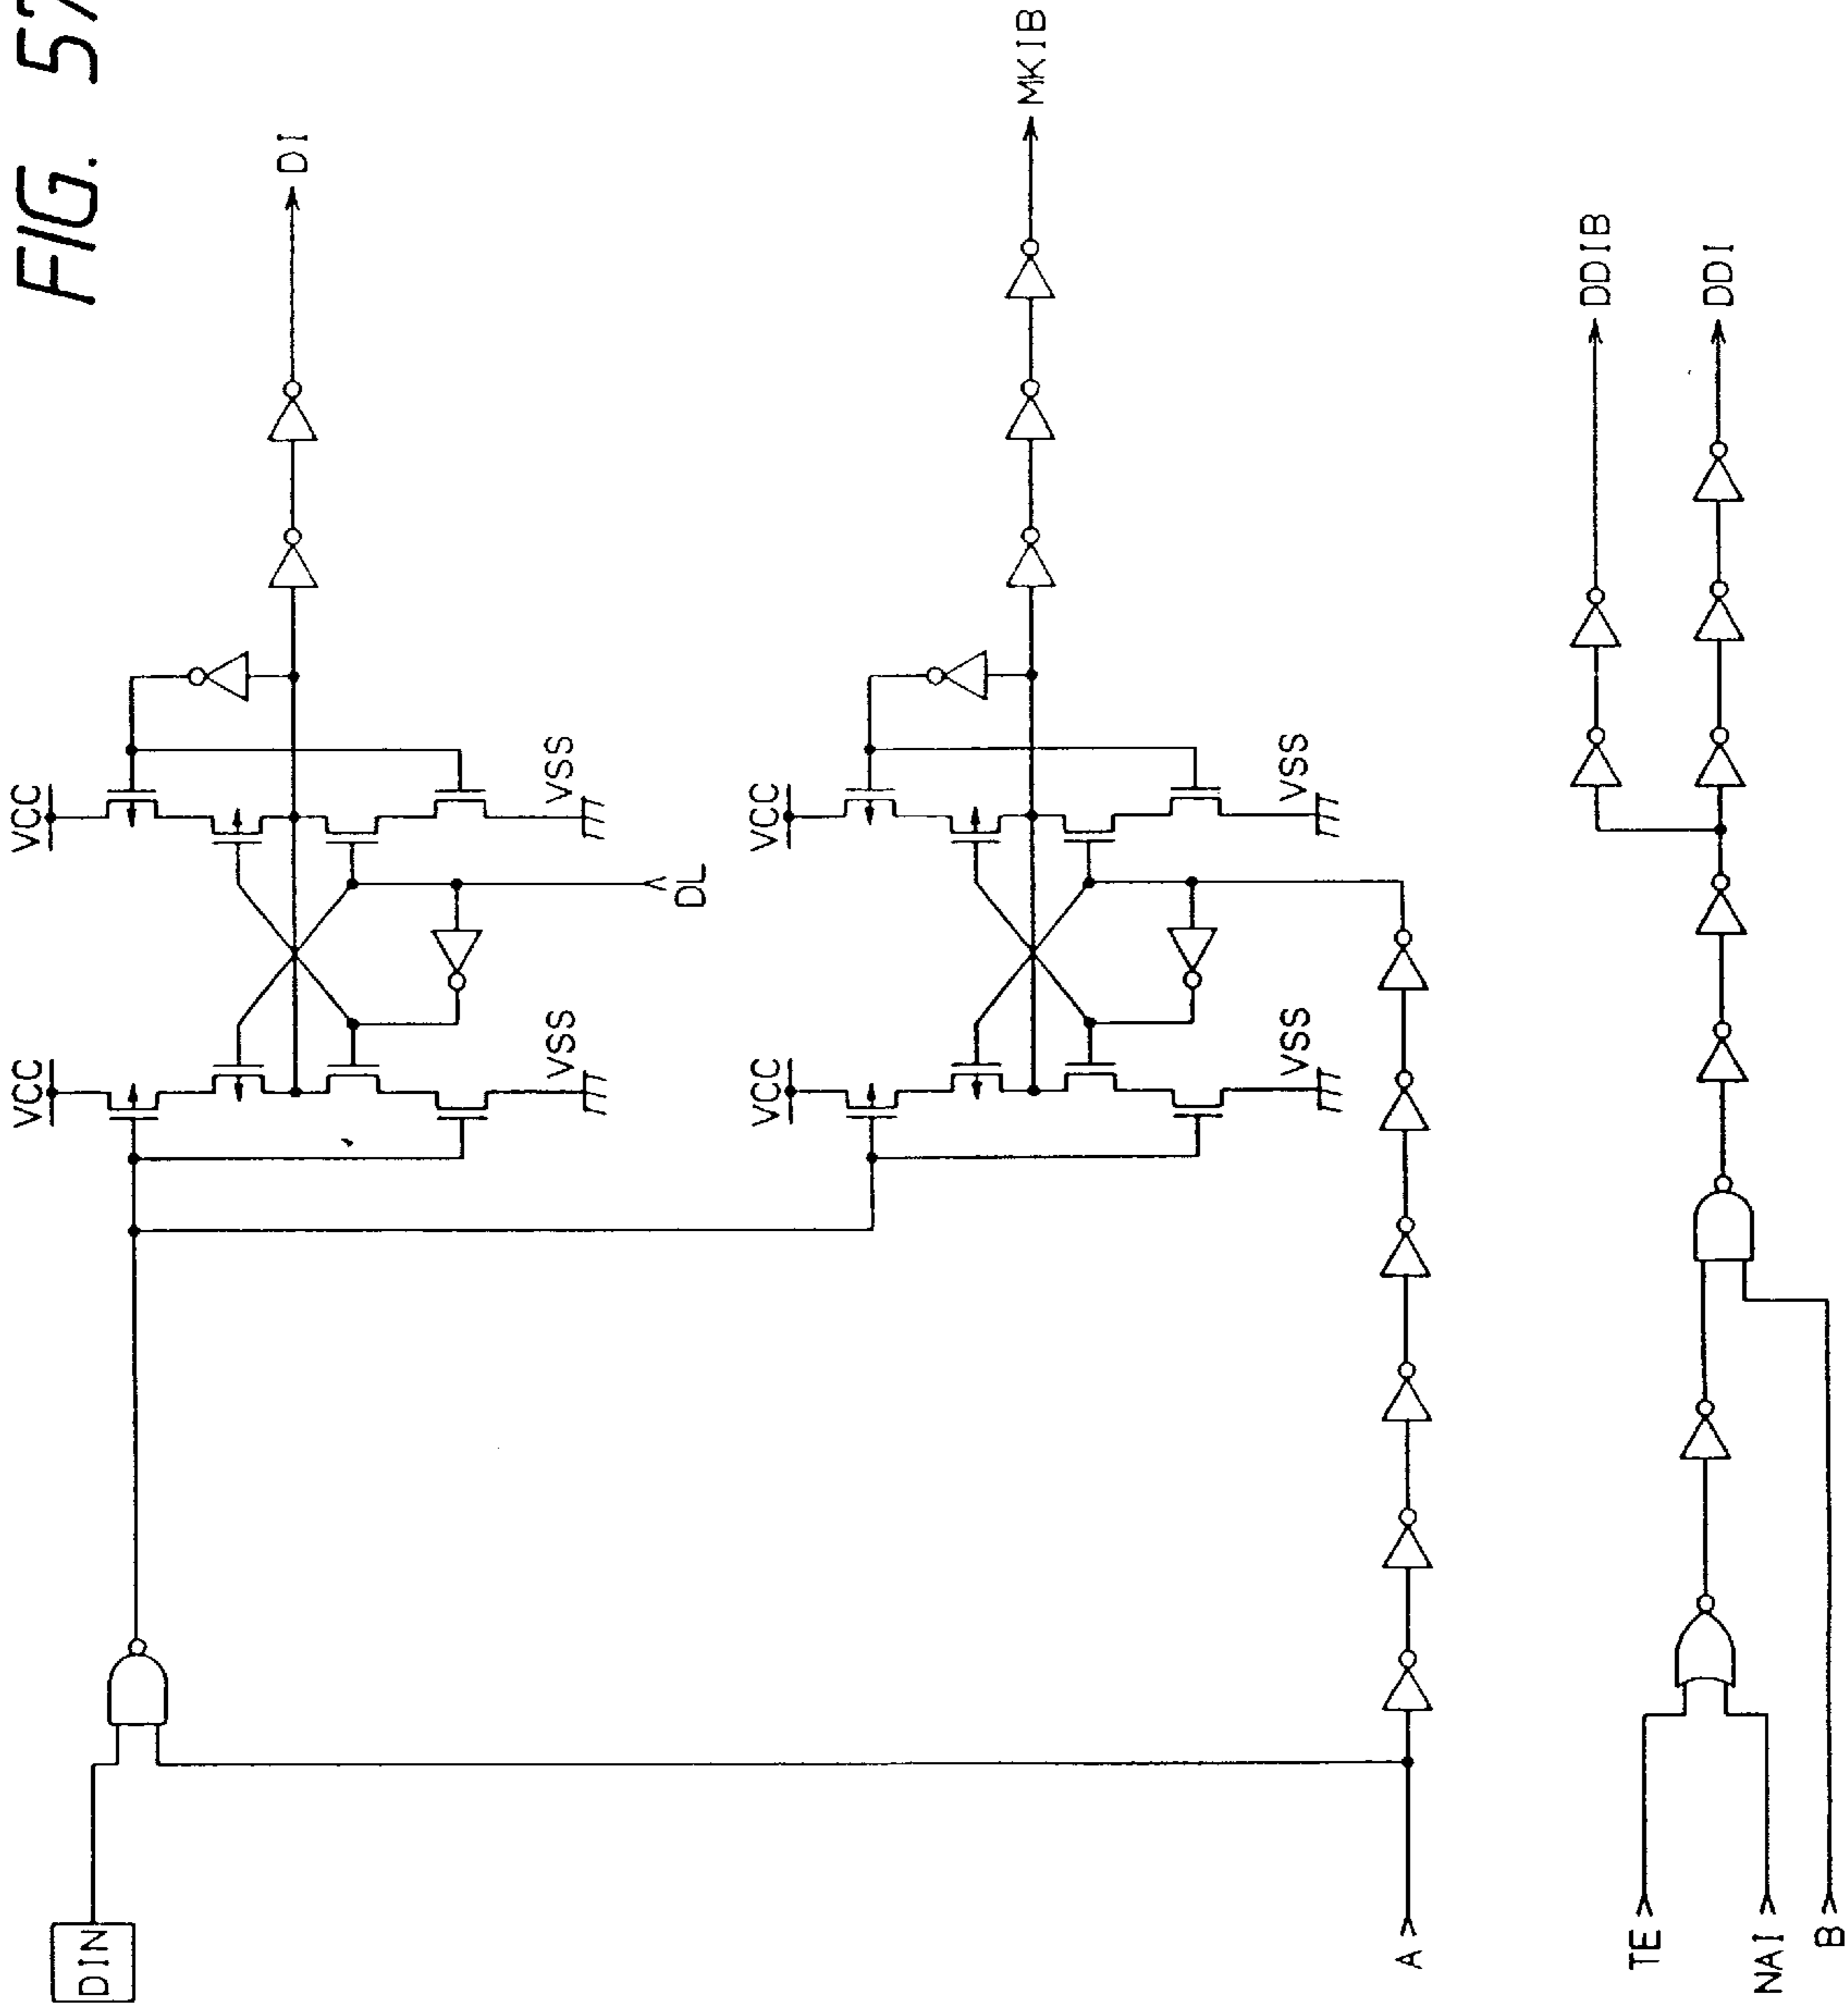 FIG. 57
VCC
VCC
DIN
DI
VSS
VSS
DL
VCC
VCC
MKIB
VSS
VSS
A
DDIB
TE
DDI
NAI
B